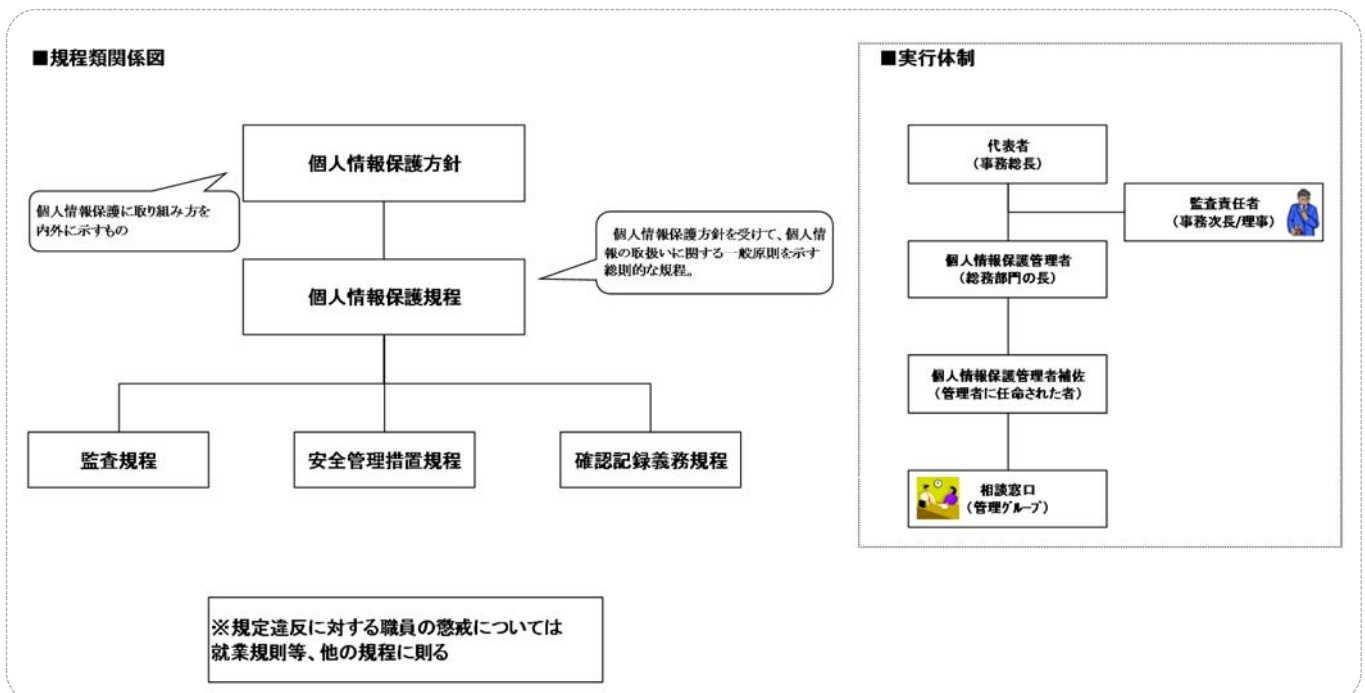 ■規程類関係図
個人情報保護方針
個人情報保護に取り組み方を
内外に示すもの
個人情報保護方針を受けて、個人情
報の取扱いに関する一般原則を示す
総則的な規程。
個人情報保護規程
監査規程
安全管理措置規程
確認記録義務規程
※規定違反に対する職員の懲戒については
就業規則等、他の規程に則る
■実行体制
代表者
（事務総長）
監査責任者
（事務次長/理事）
個人情報保護管理者
（総務部門の長）
個人情報保護管理者補佐
（管理者に任命された者）
相談窓口
（管理ｸﾞﾙｰﾌﾟ）